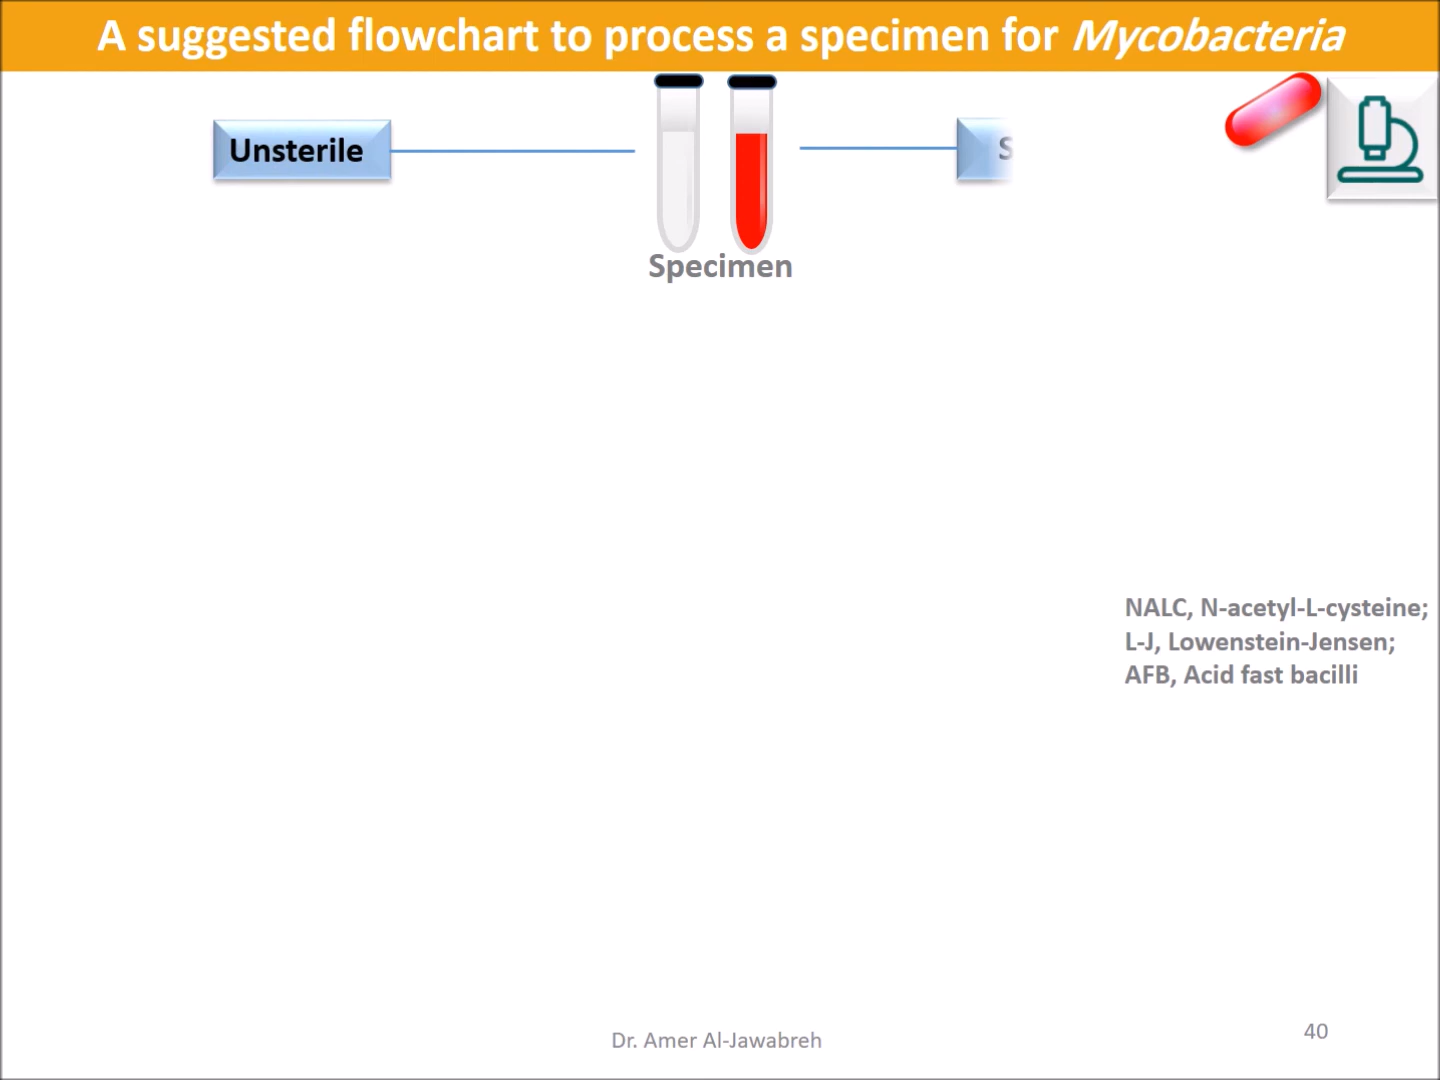 A suggested flowchart to process a specimen for Mycobacteria
Unsterile
Specimen
NALC, N-acetyl-L-cysteine;
L-J, Lowenstein-Jensen;
AFB, Acid fast bacilli
Dr. Amer Al-Jawabreh
40